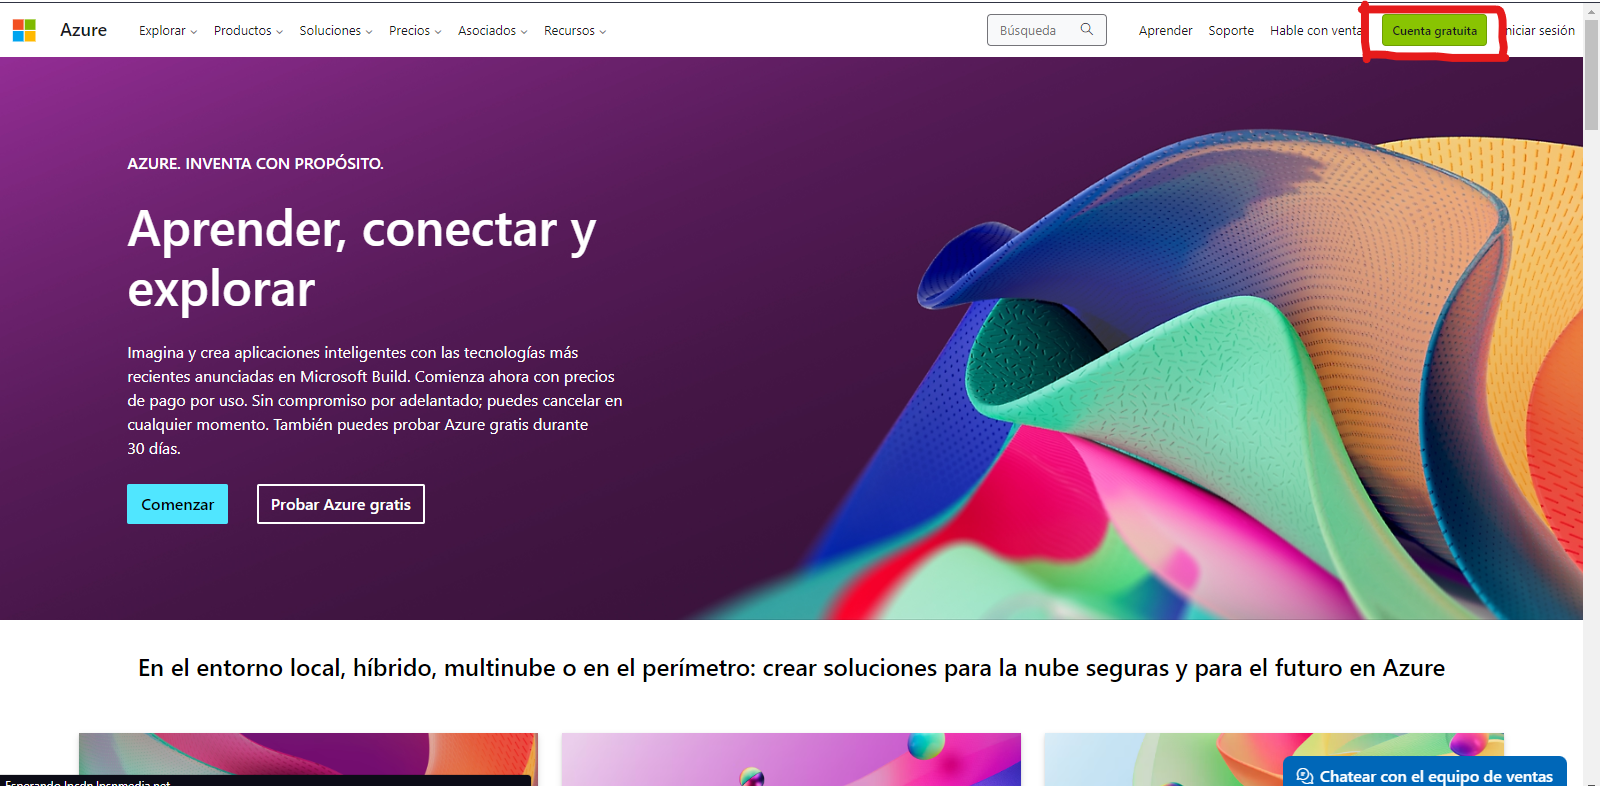 Azure
Explorar
Productos
Soluciones
Precios
Asociados
Recursos
Búsqueda
Aprender
Soporte
Hable con venta
Cuenta gratuita
niciar sesión
AZURE. INVENTA CON PROPÓSITO.
Aprender, conectar y
explorar
Imagina y crea aplicaciones inteligentes con las tecnologías más
recientes anunciadas en Microsoft Build. Comienza ahora con precios
de pago por uso. Sin compromiso por adelantado; puedes cancelar en
cualquier momento. También puedes probar Azure gratis durante
30 días.
Comenzar
Probar Azure gratis
En el entorno local, híbrido, multinube o en el perímetro: crear soluciones para la nube seguras y para el futuro en Azure
Chatear con el equipo de ventas
Esperando